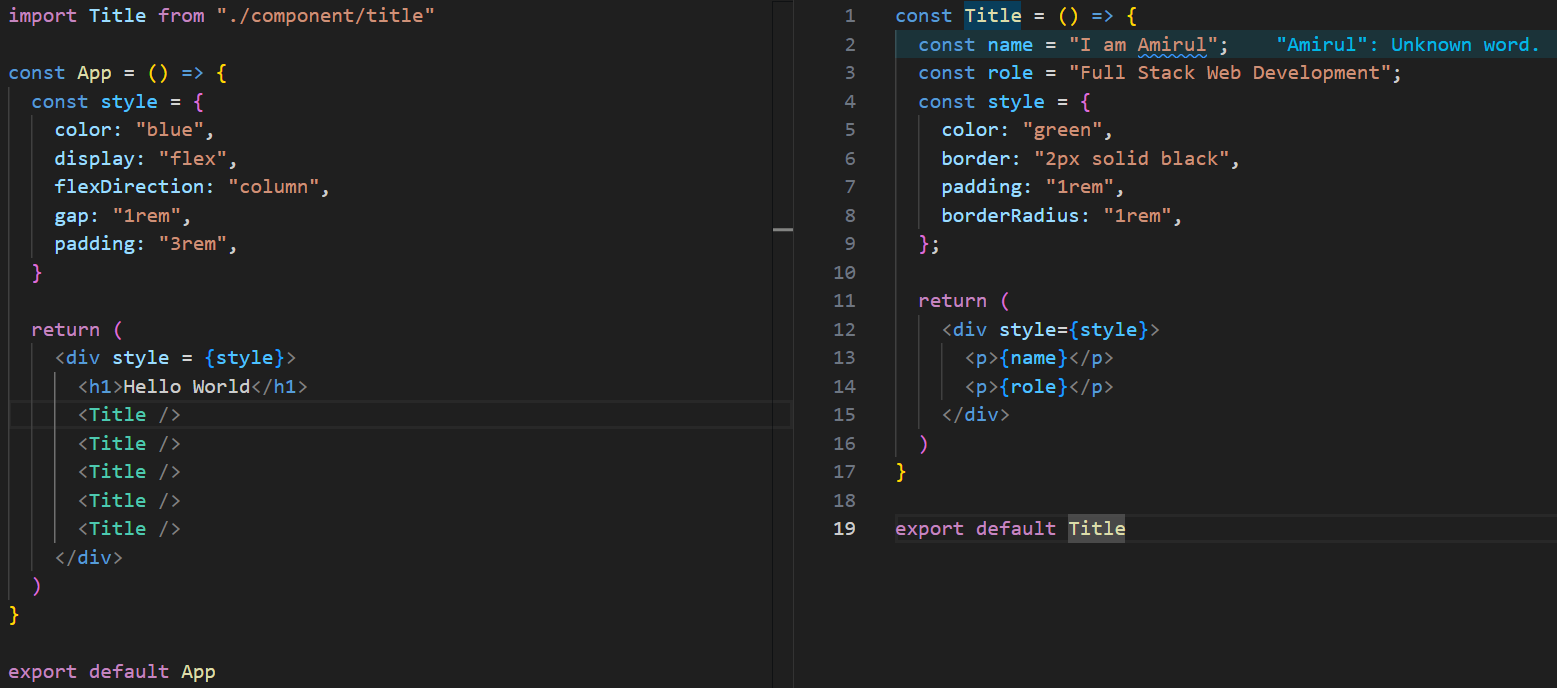 import Title from "./component/title"

const App = () => {
  const style = {
    color: "blue",
    display: "flex",
    flexDirection: "column",
    gap: "1rem",
    padding: "3rem",
  }

  return (
    <div style = {style}>
      <h1>Hello World</h1>
      <Title />
      <Title />
      <Title />
      <Title />
      <Title />
    </div>
  )
}

export default App
1 const Title = () => {
2   const name = "I am Amirul";    "Amirul": Unknown word.
3   const role = "Full Stack Web Development";
4   const style = {
5     color: "green",
6     border: "2px solid black",
7     padding: "1rem",
8     borderRadius: "1rem",
9   };
10
11   return (
12     <div style={style}>
13       <p>{name}</p>
14       <p>{role}</p>
15     </div>
16   )
17 }
18
19 export default Title